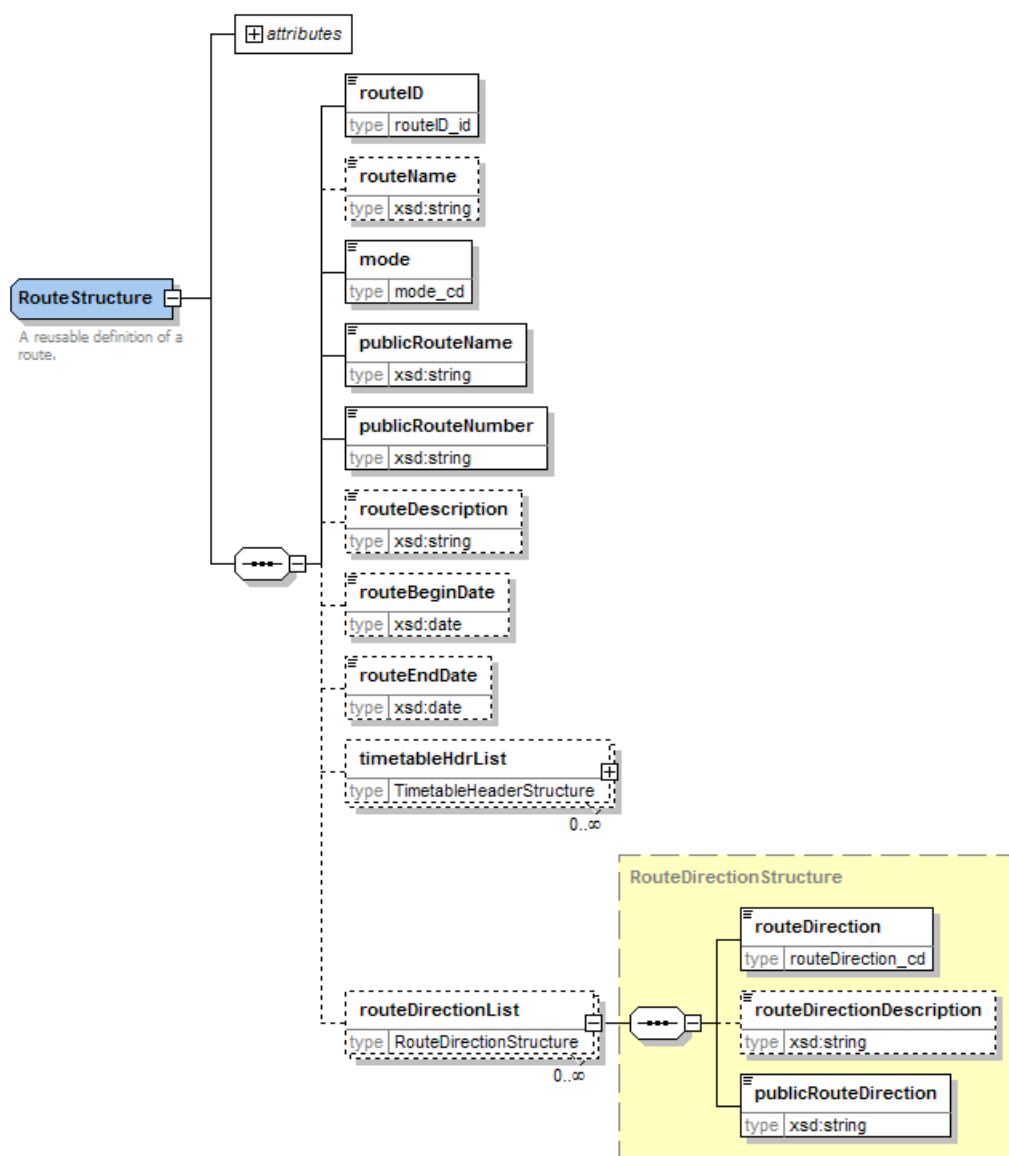 attributes
routeID
type routeID_id
routeName
type xsd:string
mode
type mode_cd
RouteStructure
A reusable definition of a
route.
publicRouteName
type xsd:string
publicRouteNumber
type xsd:string
routeDescription
type xsd:string
routeBeginDate
type xsd:date
routeEndDate
type xsd:date
timetableHdrList
type TimetableHeaderStructure
0..∞
RouteDirectionStructure
routeDirection
type routeDirection_cd
routeDirectionList
type RouteDirectionStructure
0..∞
routeDirectionDescription
type xsd:string
publicRouteDirection
type xsd:string